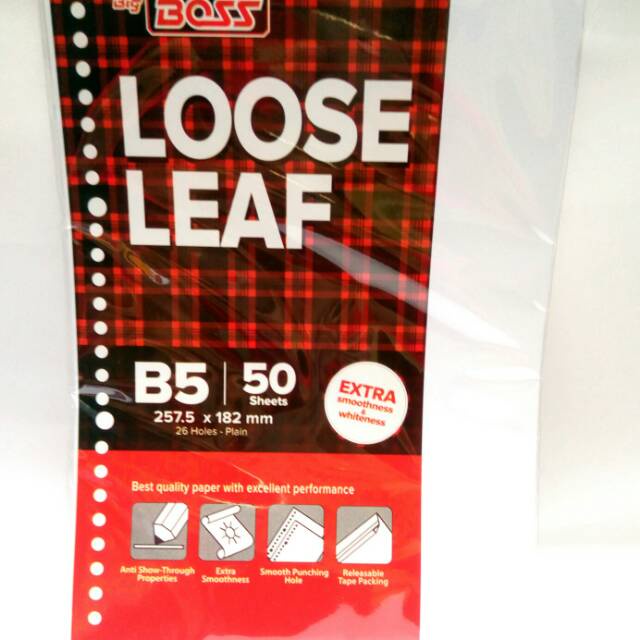 Big BOSS
LOOSE
LEAF
B5 50
Sheets
257.5 x 182 mm
26 Holes - Plain
EXTRA
smoothness
&
whiteness
Best quality paper with excellent performance
Anti Show-Through
Properties
Extra
Smoothness
Smooth Punching
Hole
Releasable
Tape Packing